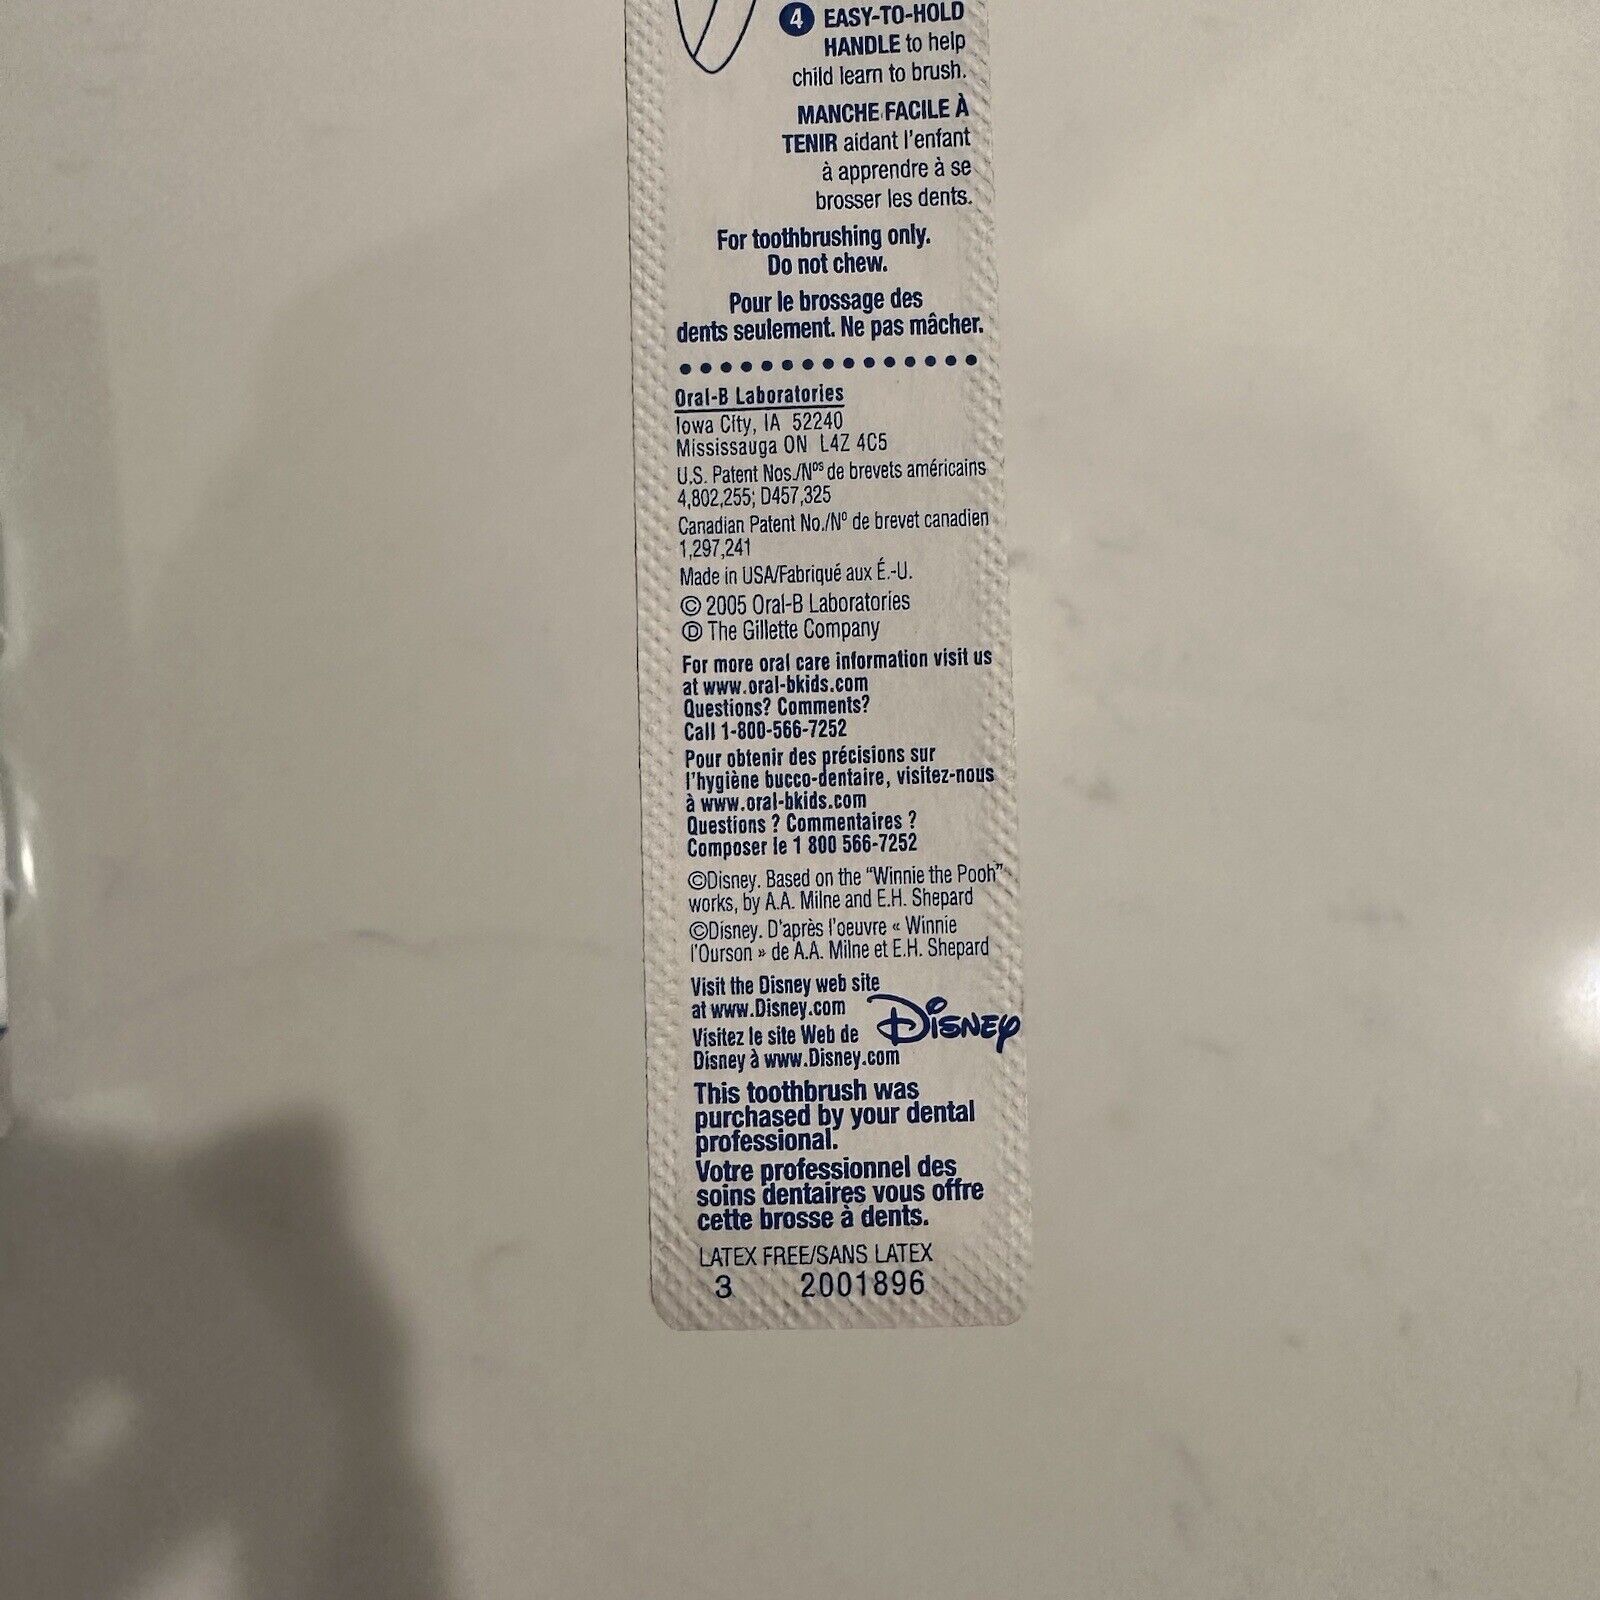 4 EASY-TO-HOLD
HANDLE to help
child learn to brush.
MANCHE FACILE À
TENIR aidant l'enfant
à apprendre à se
brosser les dents.
For toothbrushing only.
Do not chew.
Pour le brossage des
dents seulement. Ne pas mâcher.
Oral-B Laboratories
Iowa City, IA 52240
Mississauga ON L4Z 4C5
U.S. Patent Nos./Nos de brevets américains
4,802,255; D457,325
Canadian Patent No./Nº de brevet canadien
1,297,241
Made in USA/Fabriqué aux É.-U.
© 2005 Oral-B Laboratories
Ⓓ The Gillette Company
For more oral care information visit us
at www.oral-bkids.com
Questions? Comments?
Call 1-800-566-7252
Pour obtenir des précisions sur
l'hygiène bucco-dentaire, visitez-nous
à www.oral-bkids.com
Questions ? Commentaires ?
Composer le 1 800 566-7252
©Disney. Based on the "Winnie the Pooh"
works, by A.A. Milne and E.H. Shepard
©Disney. D'après l'oeuvre « Winnie
l'Ourson » de A.A. Milne et E.H. Shepard
Visit the Disney web site
at www.Disney.com
Visitez le site Web de
Disney à www.Disney.com
Disney
This toothbrush was
purchased by your dental
professional.
Votre professionnel des
soins dentaires vous offre
cette brosse à dents.
LATEX FREE/SANS LATEX
3 2001896